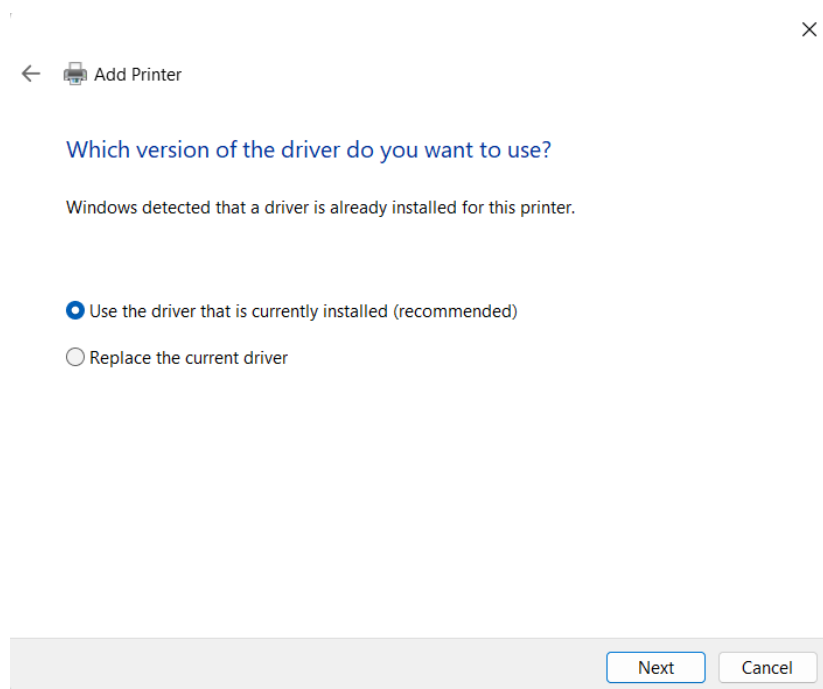 Add Printer
Which version of the driver do you want to use?
Windows detected that a driver is already installed for this printer.
Use the driver that is currently installed (recommended)
Replace the current driver
Next
Cancel